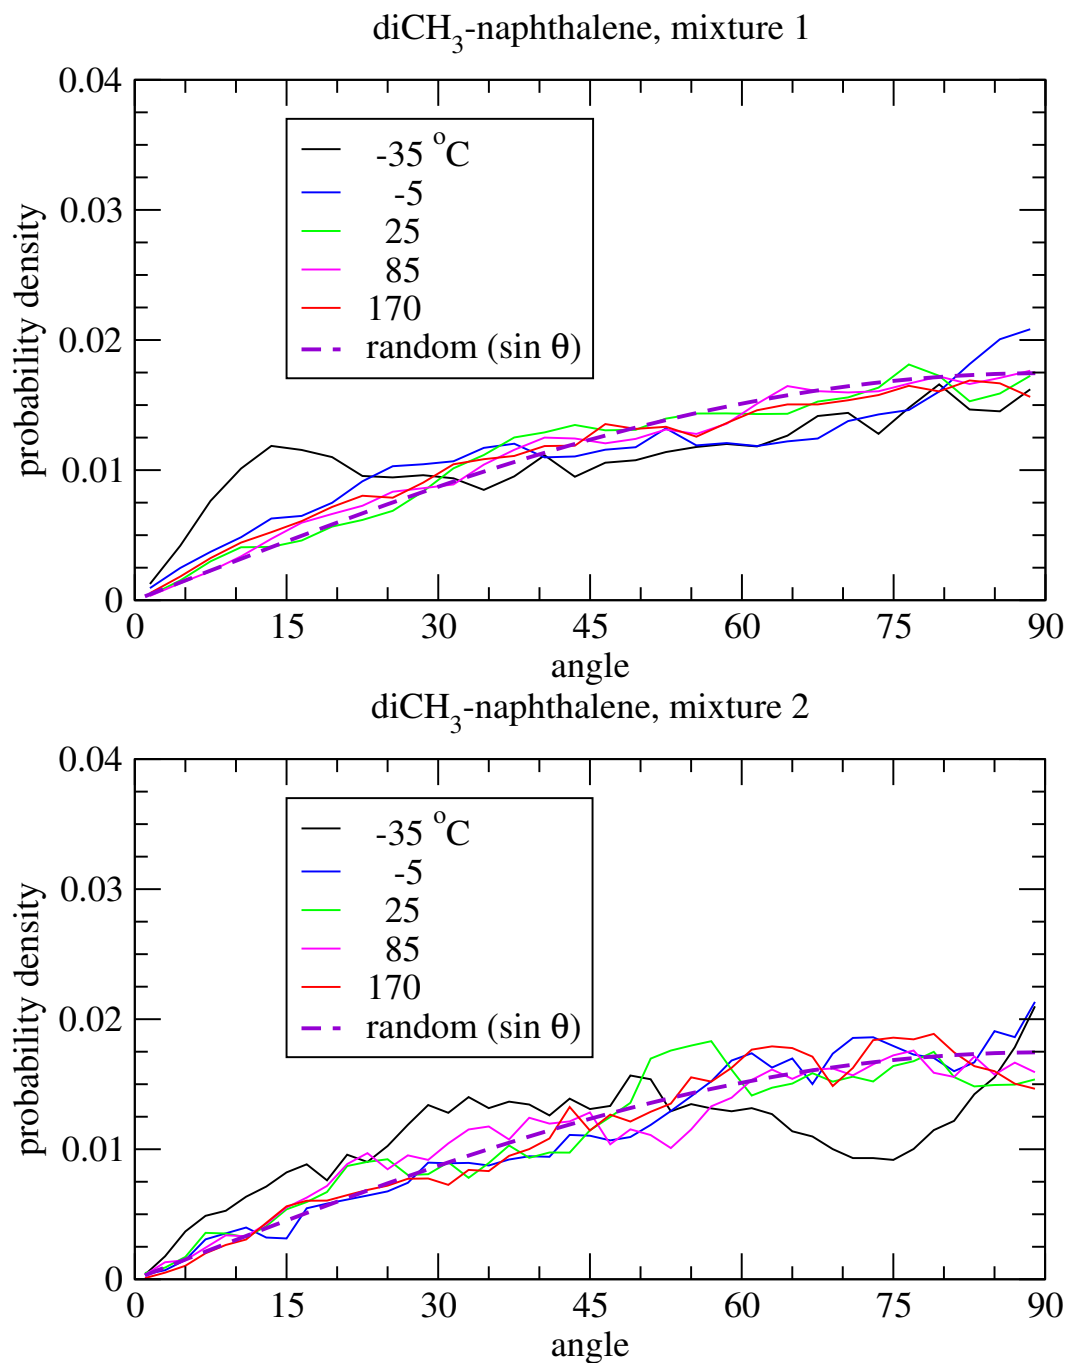 diCH₃-naphthalene, mixture 1
0.04
0.03
0.02
0.01
0
probability density
-35 °C
-5
25
85
170
random (sin θ)
0 15 30 45 60 75 90
angle
diCH₃-naphthalene, mixture 2
0.04
0.03
0.02
0.01
0
probability density
-35 °C
-5
25
85
170
random (sin θ)
0 15 30 45 60 75 90
angle